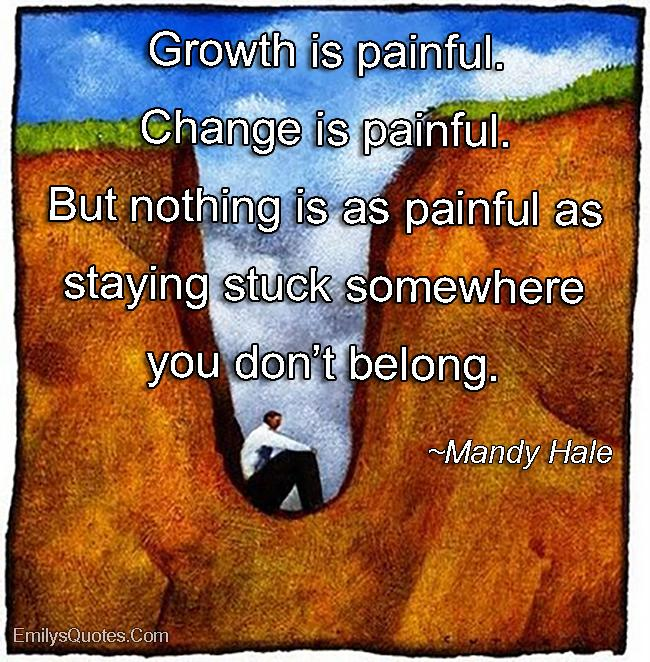 Growth is painful.
Change is painful.
But nothing is as painful as
staying stuck somewhere
you don’t belong.
~Mandy Hale
EmilysQuotes.Com